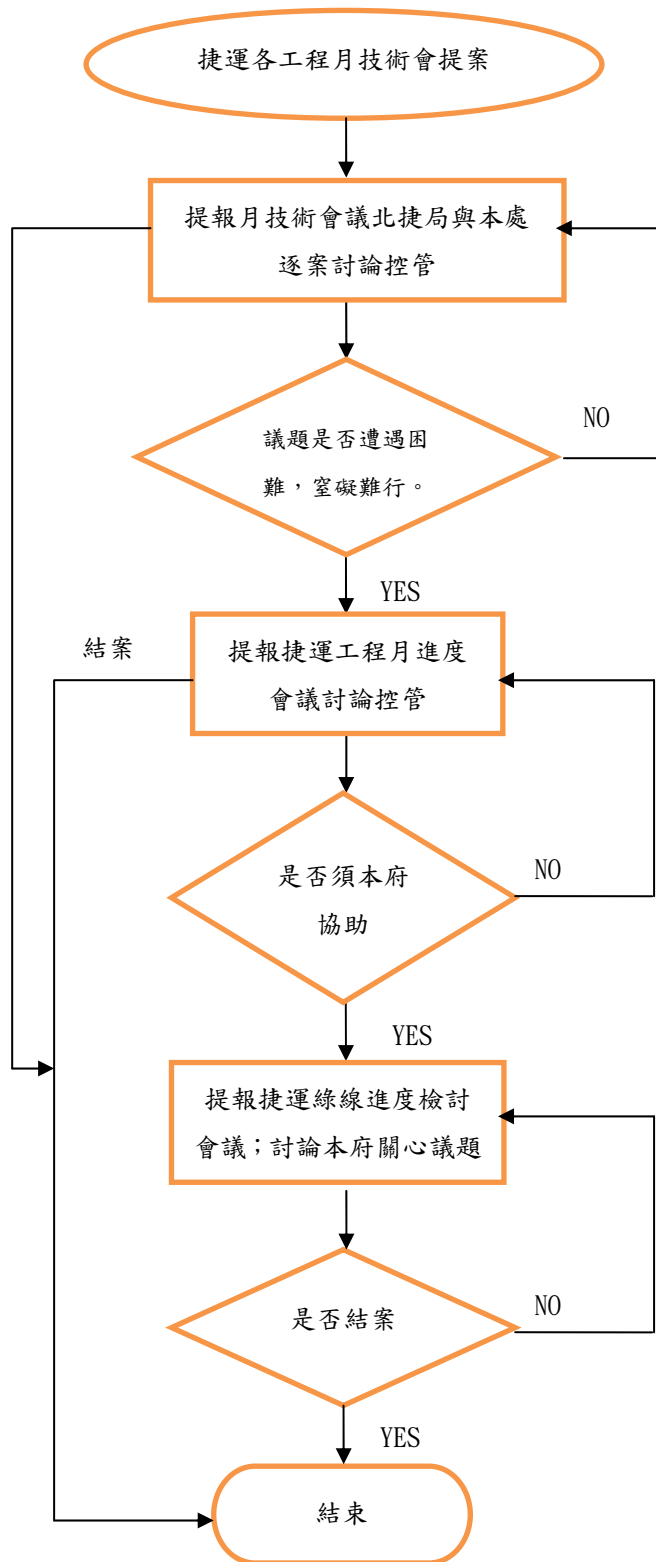 捷運各工程月技術會提案
提報月技術會議北捷局與本處
逐案討論控管
議題是否遭遇困
難，窒礙難行。
NO
YES
結案
提報捷運工程月進度
會議討論控管
是否須本府
協助
NO
YES
提報捷運綠線進度檢討
會議；討論本府關心議題
是否結案
NO
YES
結束